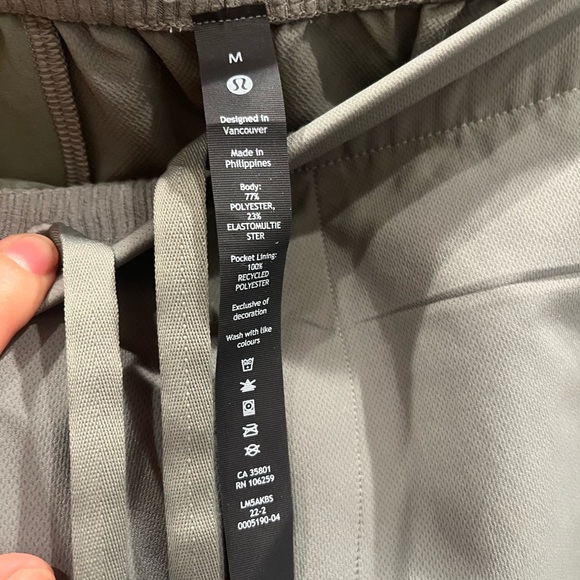 M
Designed in
Vancouver
Made in
Philippines
Body:
77%
POLYESTER,
23%
ELASTOMULTIE
STER
Pocket Lining:
100%
RECYCLED
POLYESTER
Exclusive of
decoration
Wash with like
colours
CA 35801
RN 106259
LM5AKBS
22-2
0005190-04